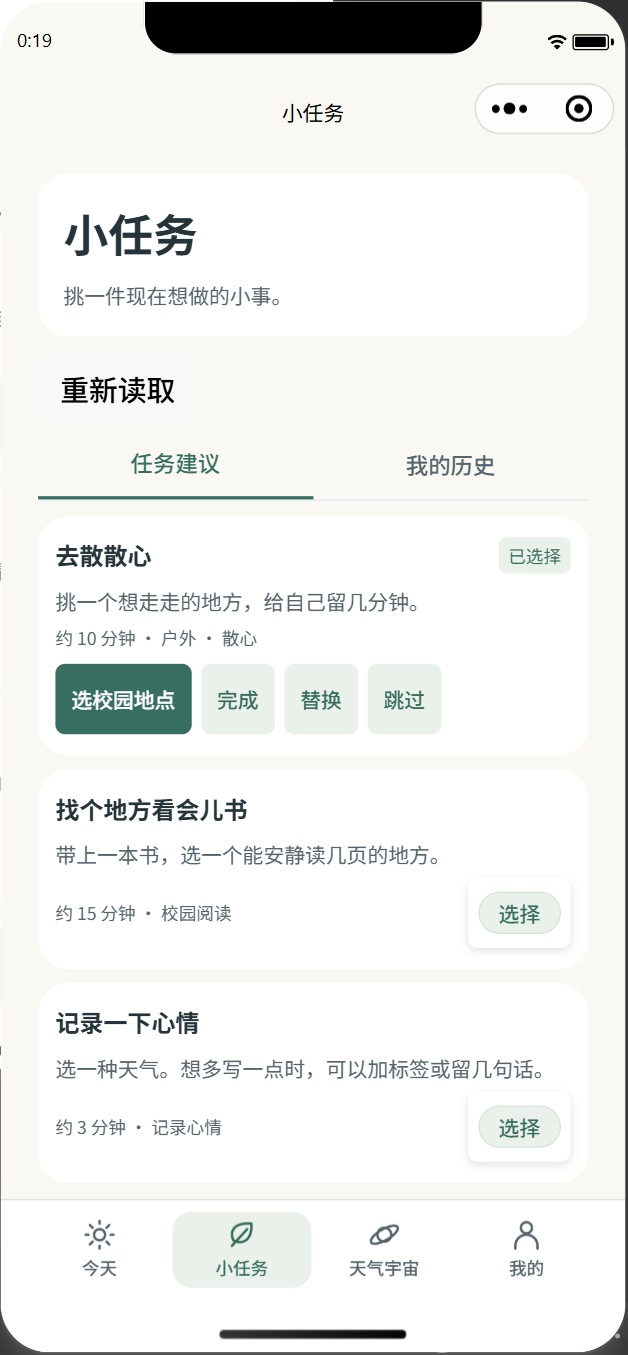 0:19
小任务
小任务
挑一件现在想做的小事。
重新读取
任务建议 我的历史
去散散心 已选择
挑一个想走走的地方，给自己留几分钟。
约 10 分钟 · 户外 · 散心
选校园地点 完成 替换 跳过
找个地方看会儿书
带上一本书，选一个能安静读几页的地方。
约 15 分钟 · 校园阅读 选择
记录一下心情
选一种天气。想多写一点时，可以加标签或留几句话。
约 3 分钟 · 记录心情 选择
今天 小任务 天气宇宙 我的